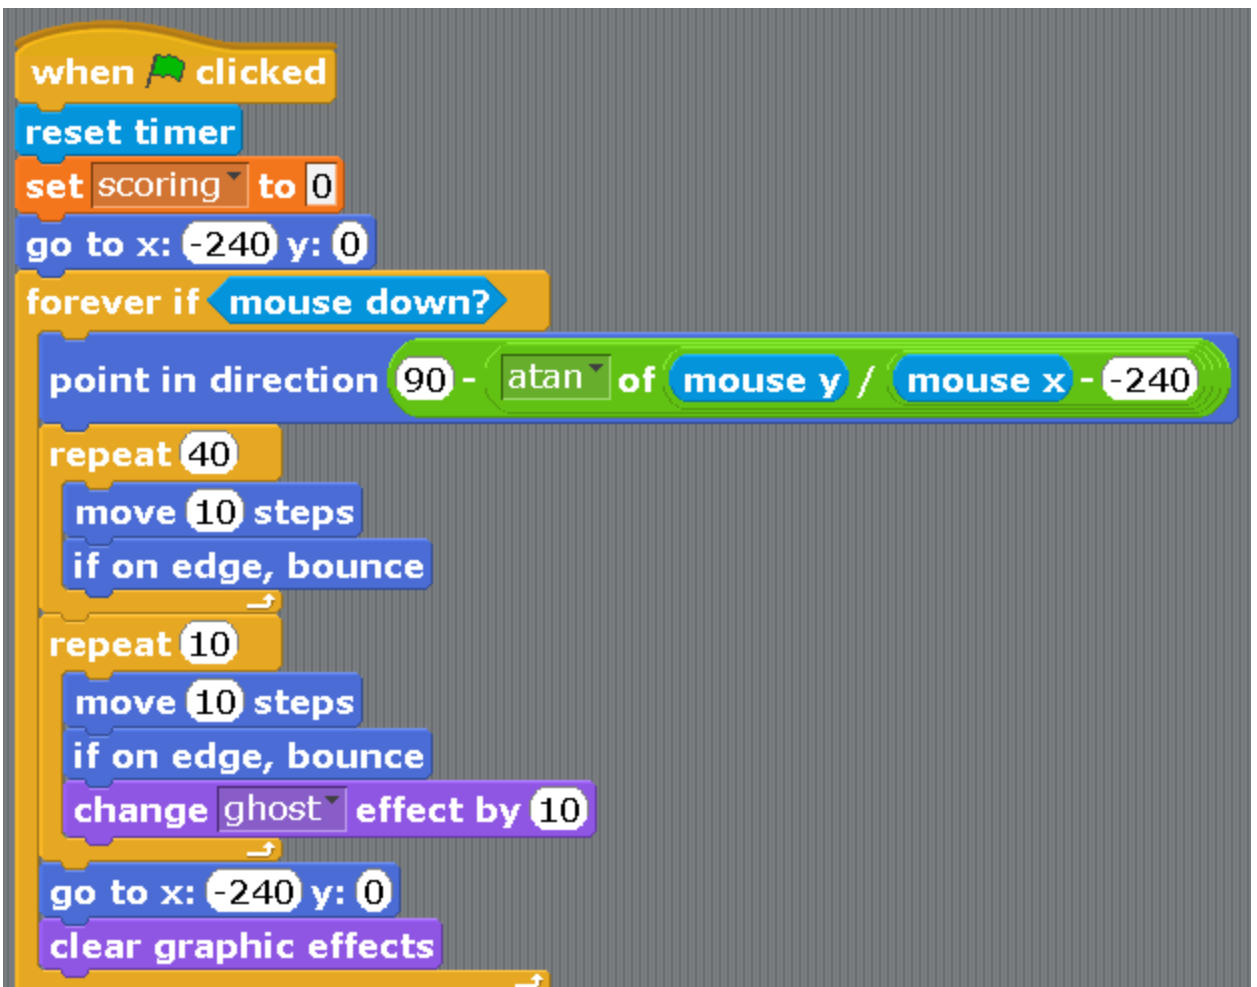 when clicked
reset timer
set scoring to 0
go to x: -240 y: 0
forever if mouse down?
point in direction 90 - atan of mouse y / mouse x - -240
repeat 40
move 10 steps
if on edge, bounce
repeat 10
move 10 steps
if on edge, bounce
change ghost effect by 10
go to x: -240 y: 0
clear graphic effects